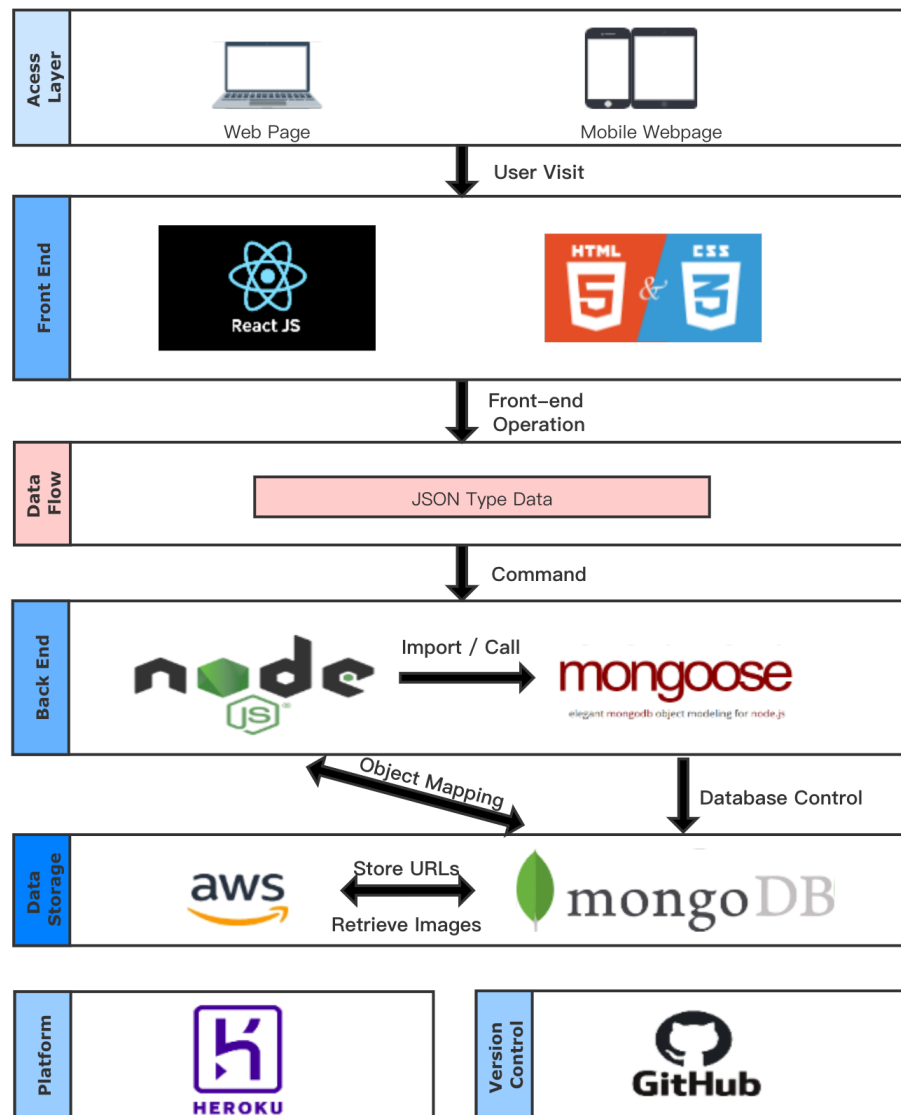 Acess
Layer
Web Page
Mobile Webpage
User Visit
Front End
React JS
HTML
5
&
CSS
3
Front-end
Operation
Data
Flow
JSON Type Data
Command
Back End
node
JS
®
Import / Call
mongoose
elegant mongodb object modeling for node.js
Object Mapping
Database Control
Data
Storage
aws
Store URLs
Retrieve Images
mongoDB
Platform
HEROKU
Version
Control
GitHub